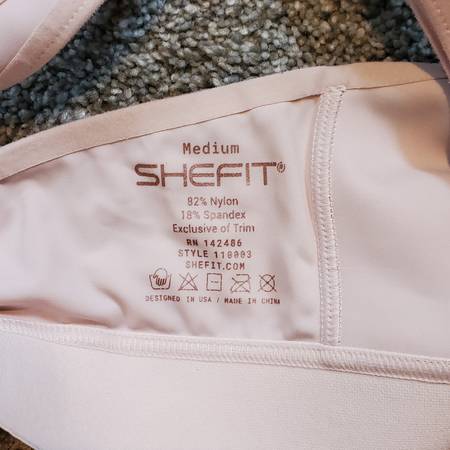 Medium
SHEFIT®
82% Nylon
18% Spandex
Exclusive of Trim
RN 142486
STYLE 118003
SHEFIT.COM
DESIGNED IN USA / MADE IN CHINA